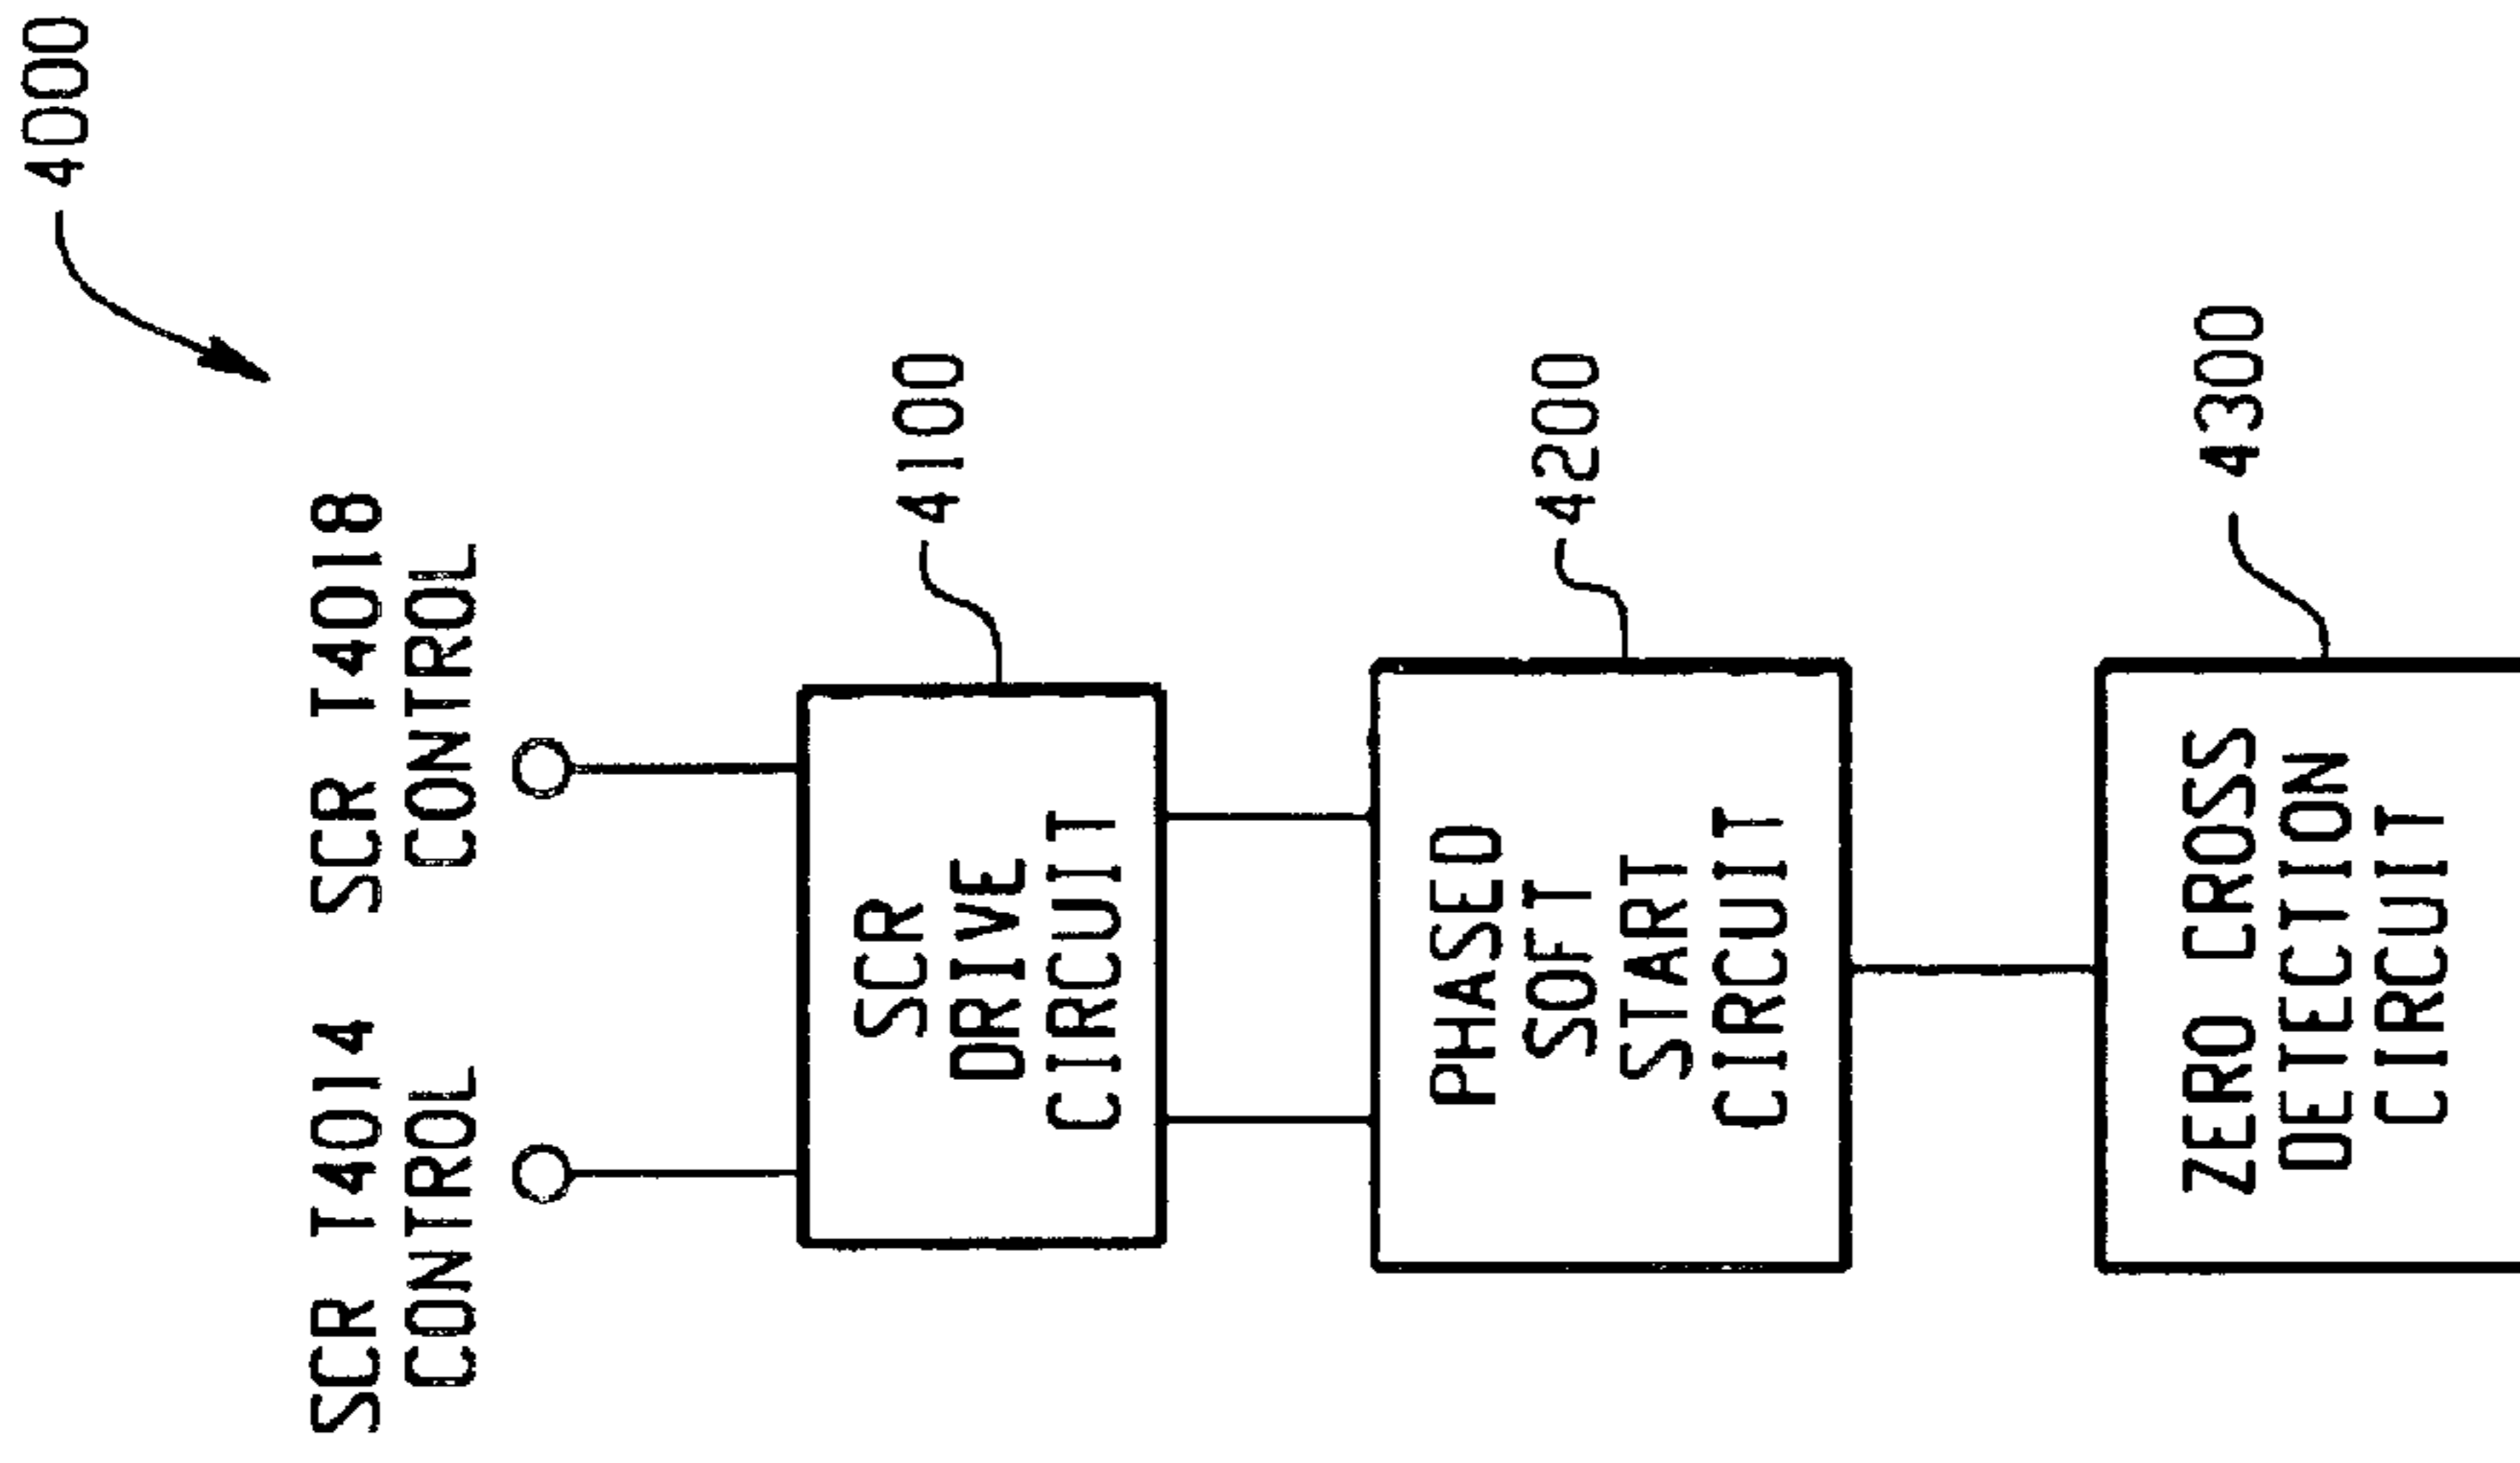 4000
SCR T4014
CONTROL
SCR T4018
CONTROL
4100
SCR
DRIVE
CIRCUIT
4200
PHASED
SOFT
START
CIRCUIT
4300
ZERO CROSS
DETECTION
CIRCUIT